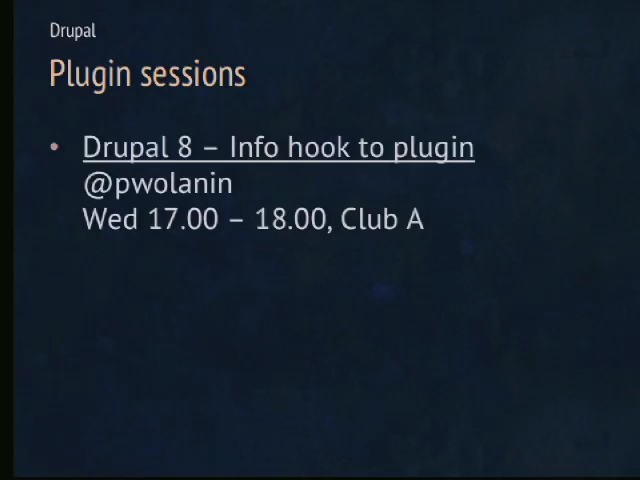 Drupal
Plugin sessions
• Drupal 8 – Info hook to plugin
@pwolanin
Wed 17.00 – 18.00, Club A